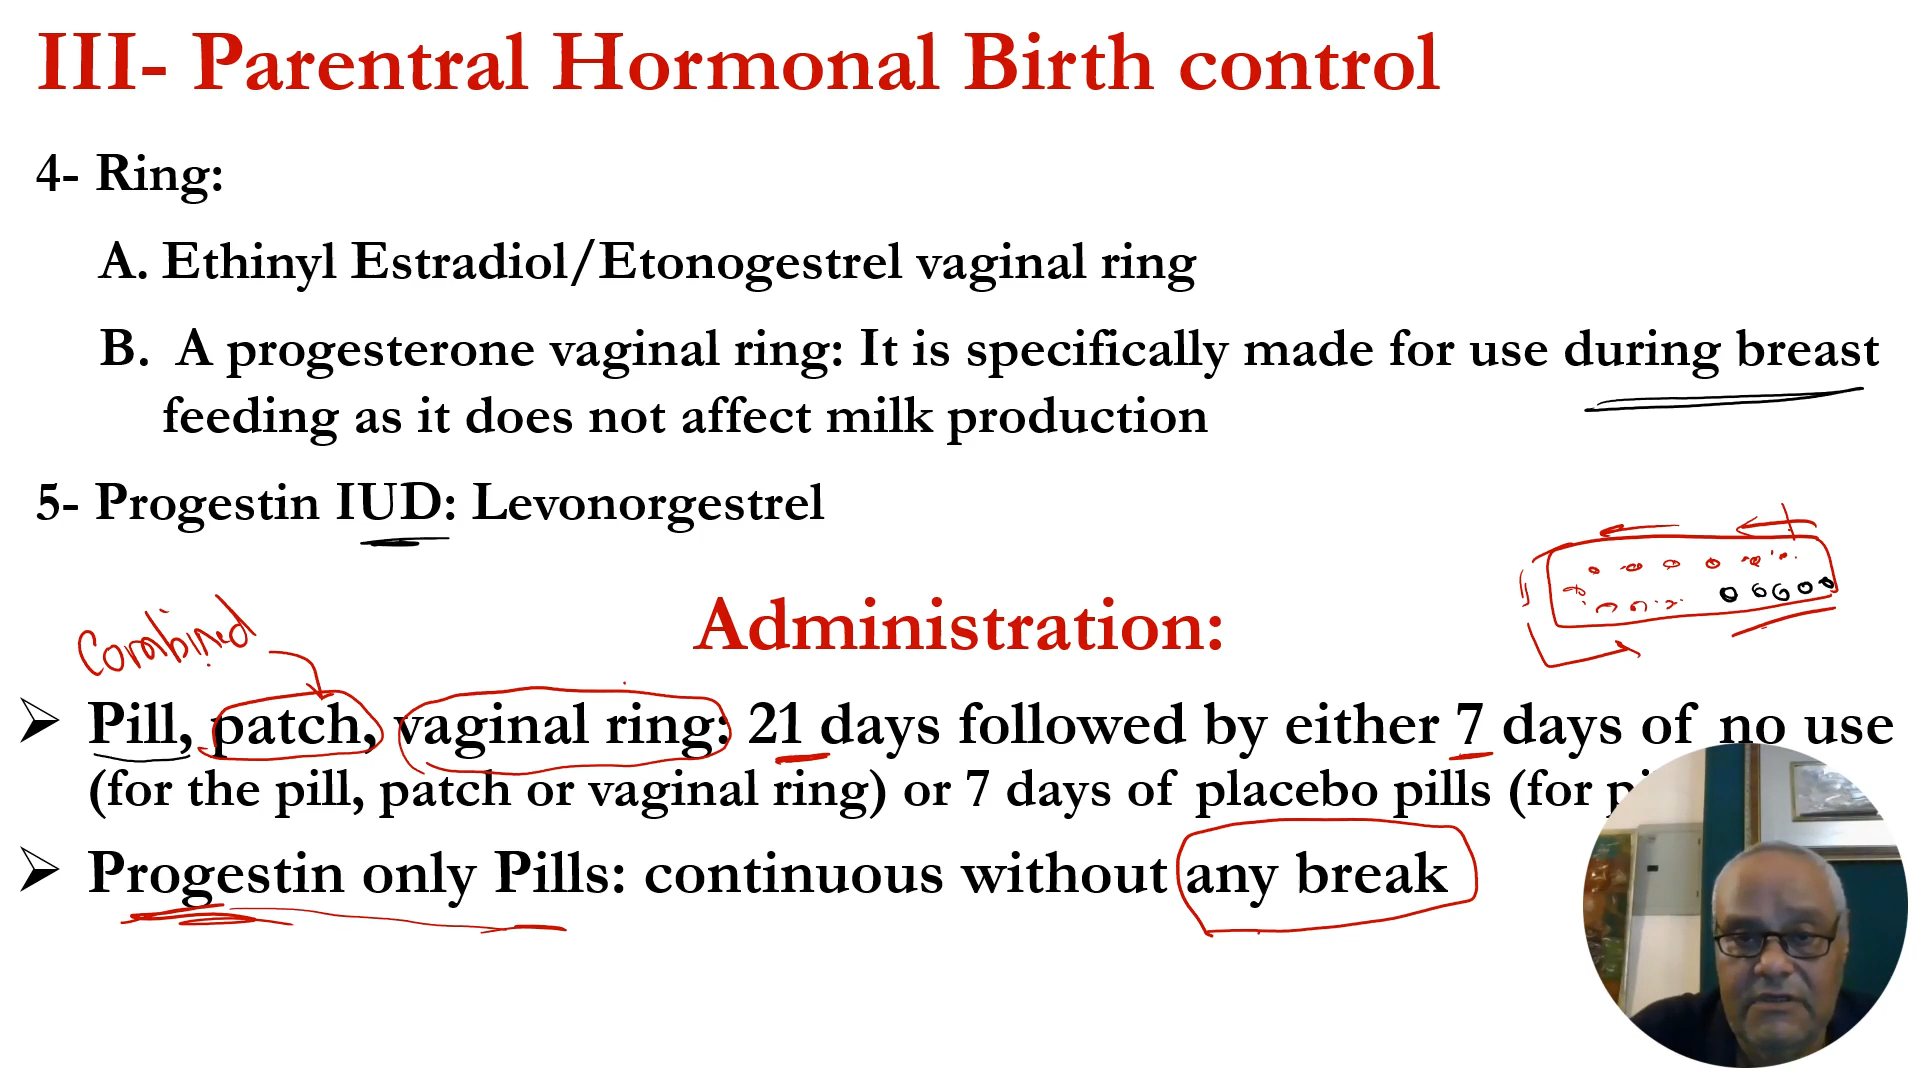 III- Parentral Hormonal Birth control
4- Ring:
A. Ethinyl Estradiol/Etonogestrel vaginal ring
B. A progesterone vaginal ring: It is specifically made for use during breast
feeding as it does not affect milk production
5- Progestin IUD: Levonorgestrel
Administration:
Combined
➢ Pill, patch, vaginal ring: 21 days followed by either 7 days of no use
(for the pill, patch or vaginal ring) or 7 days of placebo pills (for
➢ Progestin only Pills: continuous without any break